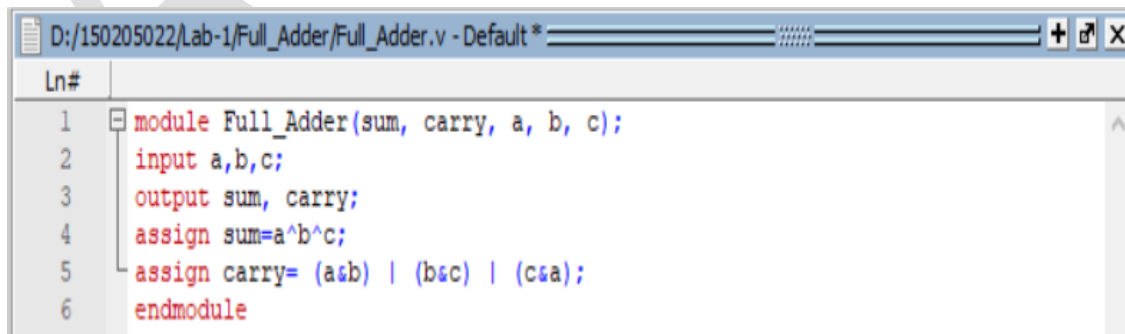 D:/150205022/Lab-1/Full_Adder/Full_Adder.v - Default *
Ln#
1 module Full_Adder(sum, carry, a, b, c);
2 input a,b,c;
3 output sum, carry;
4 assign sum=a^b^c;
5 assign carry= (a&b) | (b&c) | (c&a);
6 endmodule